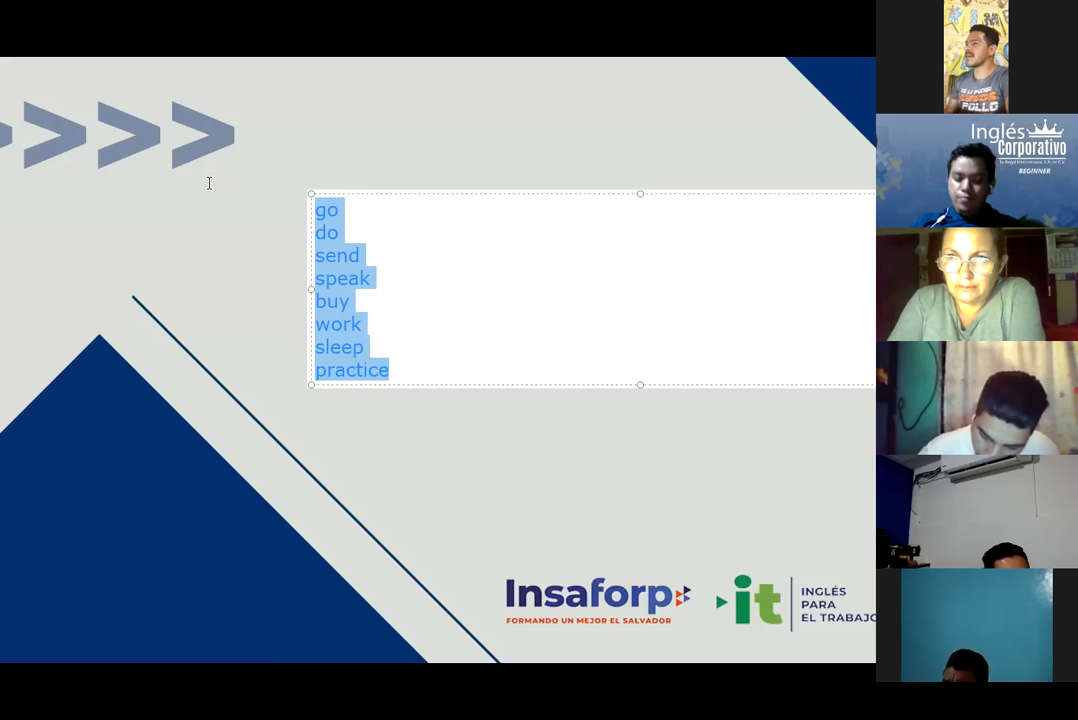 go
do
send
speak
buy
work
sleep
practice
Insaforp
FORMANDO UN MEJOR EL SALVADOR
it
INGLÉS
PARA
EL TRABAJO
POLLO
Inglés
Corporativo
BEGINNER